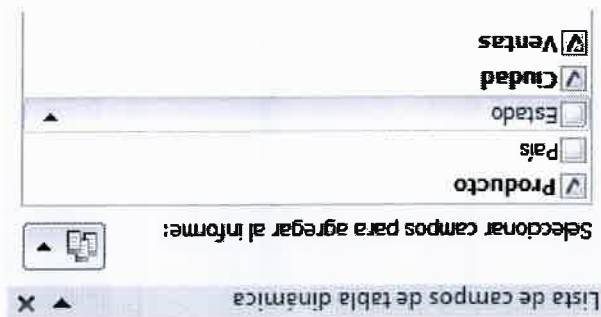 Lista de campos de tabla dinámica
Seleccionar campos para agregar al informe:
Producto
País
Estado
Ciudad
Ventas